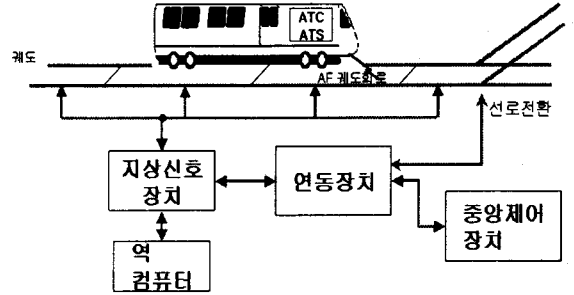 ATC
ATS
궤도
AF 궤도회로
선로전환
지상신호
장치
연동장치
중앙제어
장치
역
컴퓨터